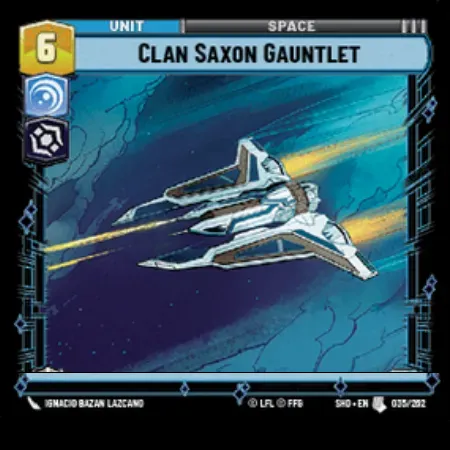 UNIT SPACE
6 CLAN SAXON GAUNTLET
IGNACIO BAZAN LAZCANO © LFL © FFG SHD • EN 035/262